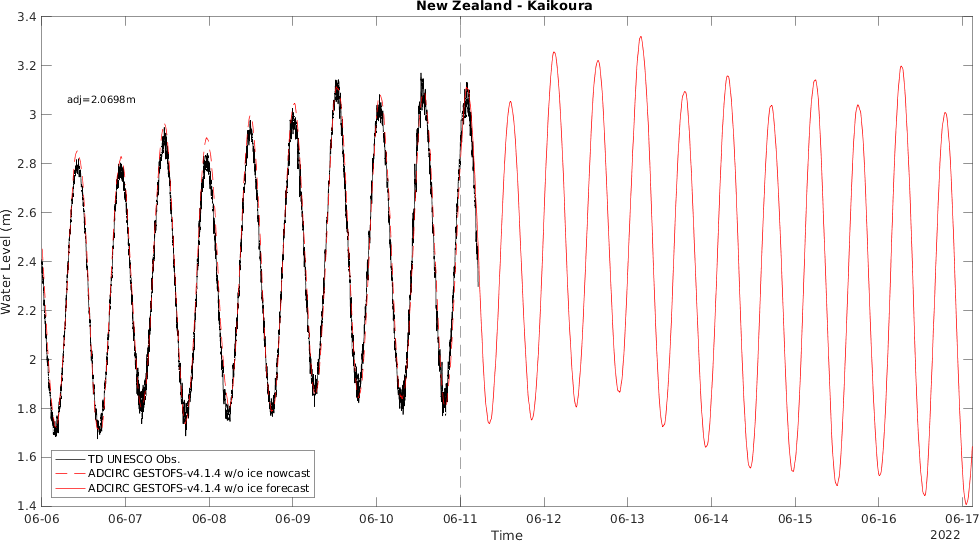 New Zealand - Kaikoura
3.4
3.2
3
2.8
2.6
2.4
2.2
2
1.8
1.6
1.4
Water Level (m)
adj=2.0698m
TD UNESCO Obs.
ADCIRC GESTOFS-v4.1.4 w/o ice nowcast
ADCIRC GESTOFS-v4.1.4 w/o ice forecast
06-06 06-07 06-08 06-09 06-10 06-11 06-12 06-13 06-14 06-15 06-16 06-17
Time
2022